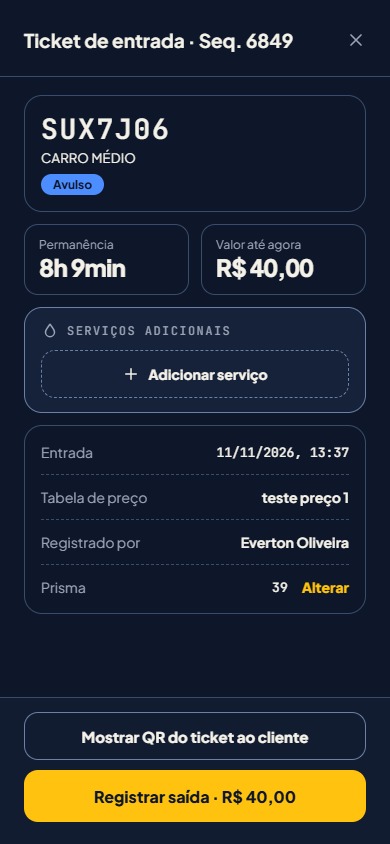 Ticket de entrada · Seq. 6849
SUX7J06
CARRO MÉDIO
Avulso
Permanência
8h 9min
Valor até agora
R$ 40,00
SERVIÇOS ADICIONAIS
+ Adicionar serviço
Entrada 11/11/2026, 13:37
Tabela de preço teste preço 1
Registrado por Everton Oliveira
Prisma 39 Alterar
Mostrar QR do ticket ao cliente
Registrar saída · R$ 40,00